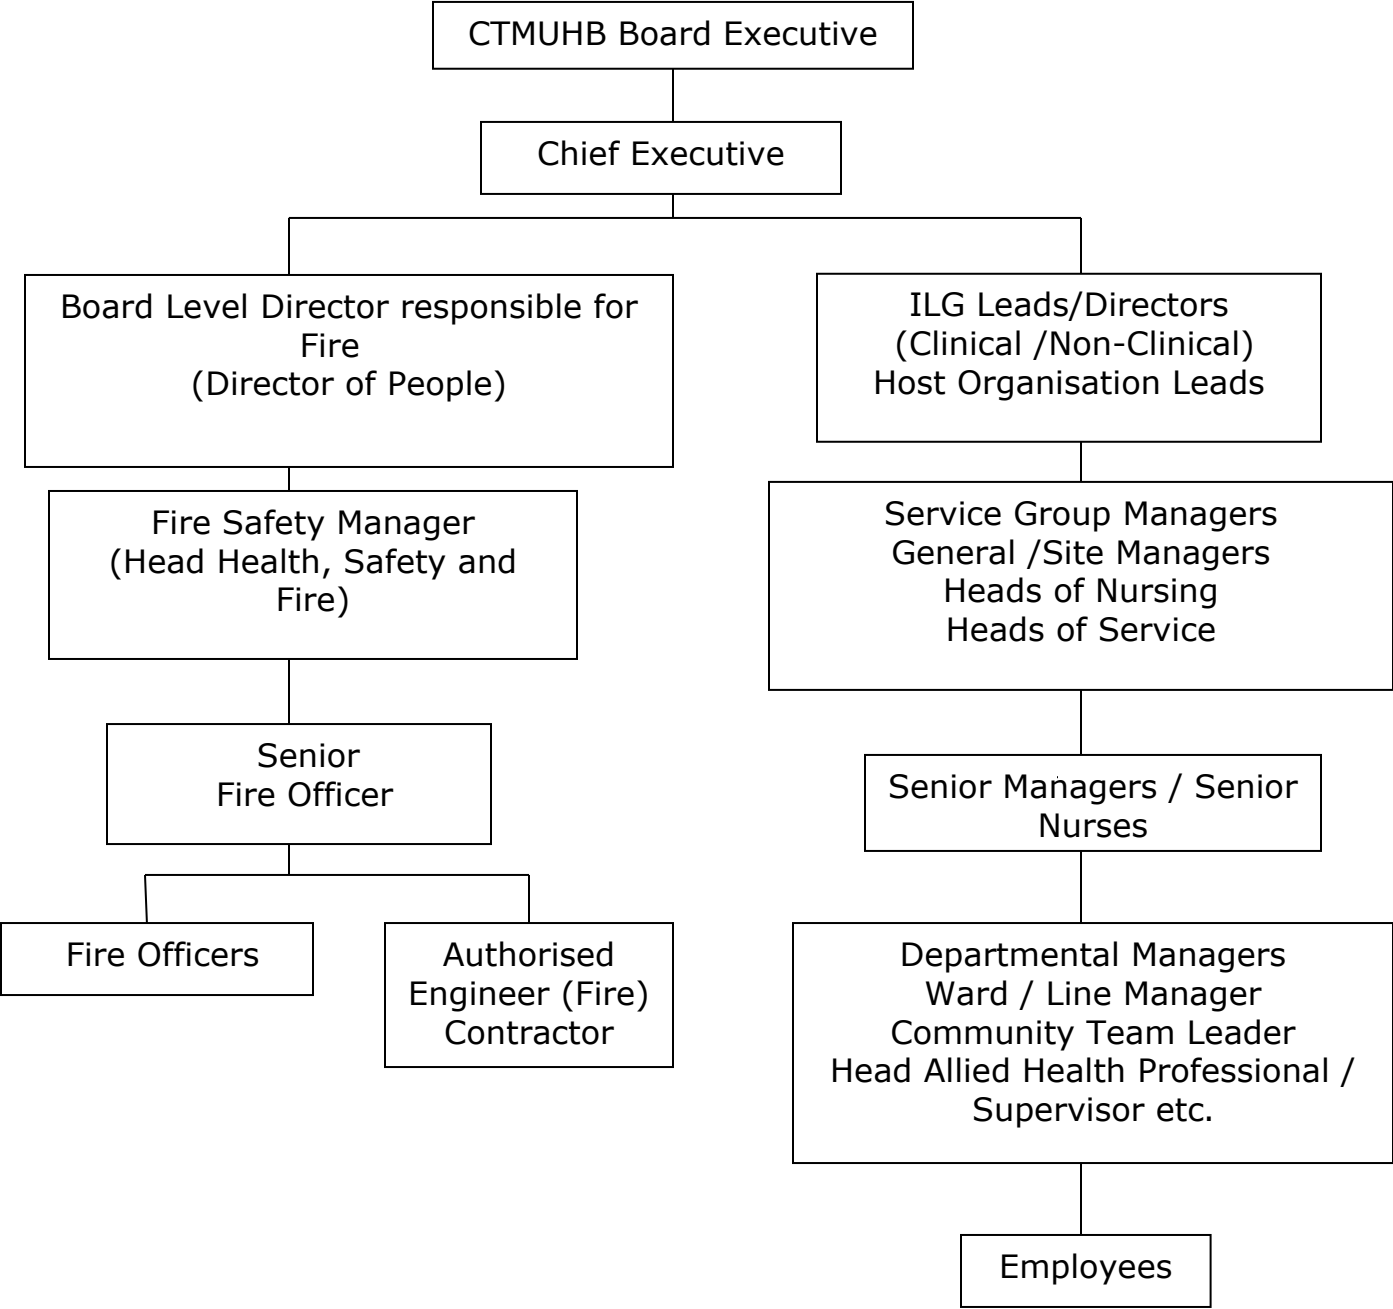 CTMUHB Board Executive
Chief Executive
Board Level Director responsible for
Fire
(Director of People)
ILG Leads/Directors
(Clinical /Non-Clinical)
Host Organisation Leads
Fire Safety Manager
(Head Health, Safety and
Fire)
Service Group Managers
General /Site Managers
Heads of Nursing
Heads of Service
Senior
Fire Officer
Senior Managers / Senior
Nurses
Fire Officers
Authorised
Engineer (Fire)
Contractor
Departmental Managers
Ward / Line Manager
Community Team Leader
Head Allied Health Professional /
Supervisor etc.
Employees